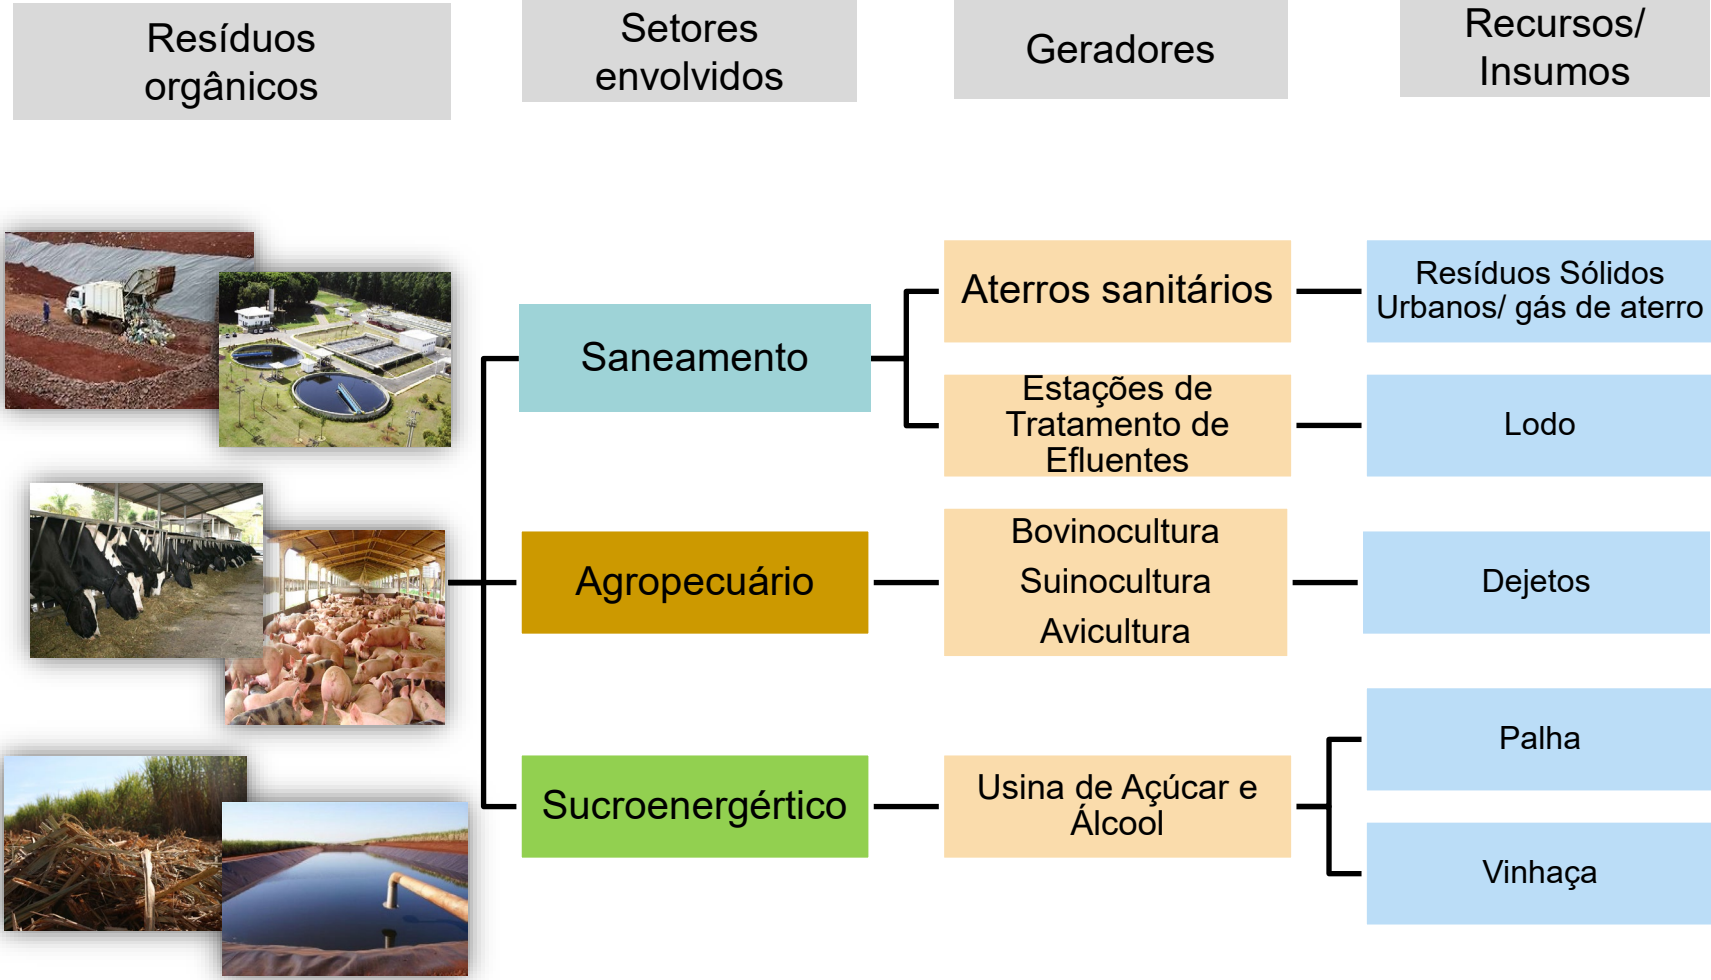 Resíduos
orgânicos
Setores
envolvidos
Geradores
Recursos/
Insumos
Saneamento
Aterros sanitários
Resíduos Sólidos
Urbanos/ gás de aterro
Estações de
Tratamento de
Efluentes
Lodo
Agropecuário
Bovinocultura
Suinocultura
Avicultura
Dejetos
Sucroenergértico
Usina de Açúcar e
Álcool
Palha
Vinhaça